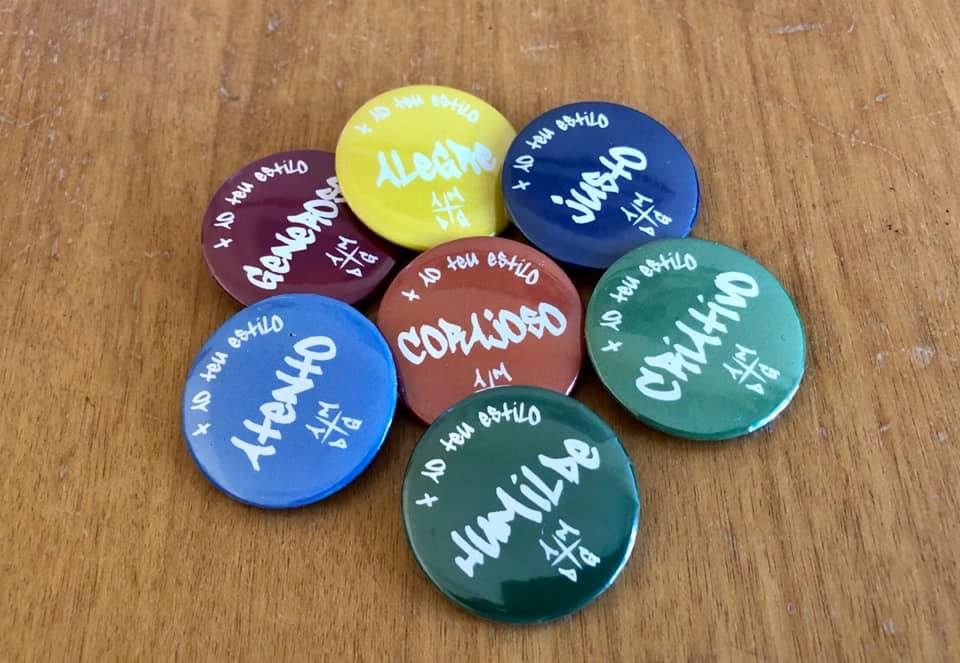 + ao teu estilo
ALEGRE
A M
D G
+ ao teu estilo
JUSTO
A M
D G
+ ao teu estilo
GENEROSO
A M
D G
+ ao teu estilo
CORAJOSO
A M
+ ao teu estilo
CRIATIVO
A M
D G
+ ao teu estilo
ATENTO
A M
D G
+ ao teu estilo
HUMILDE
A M
D G